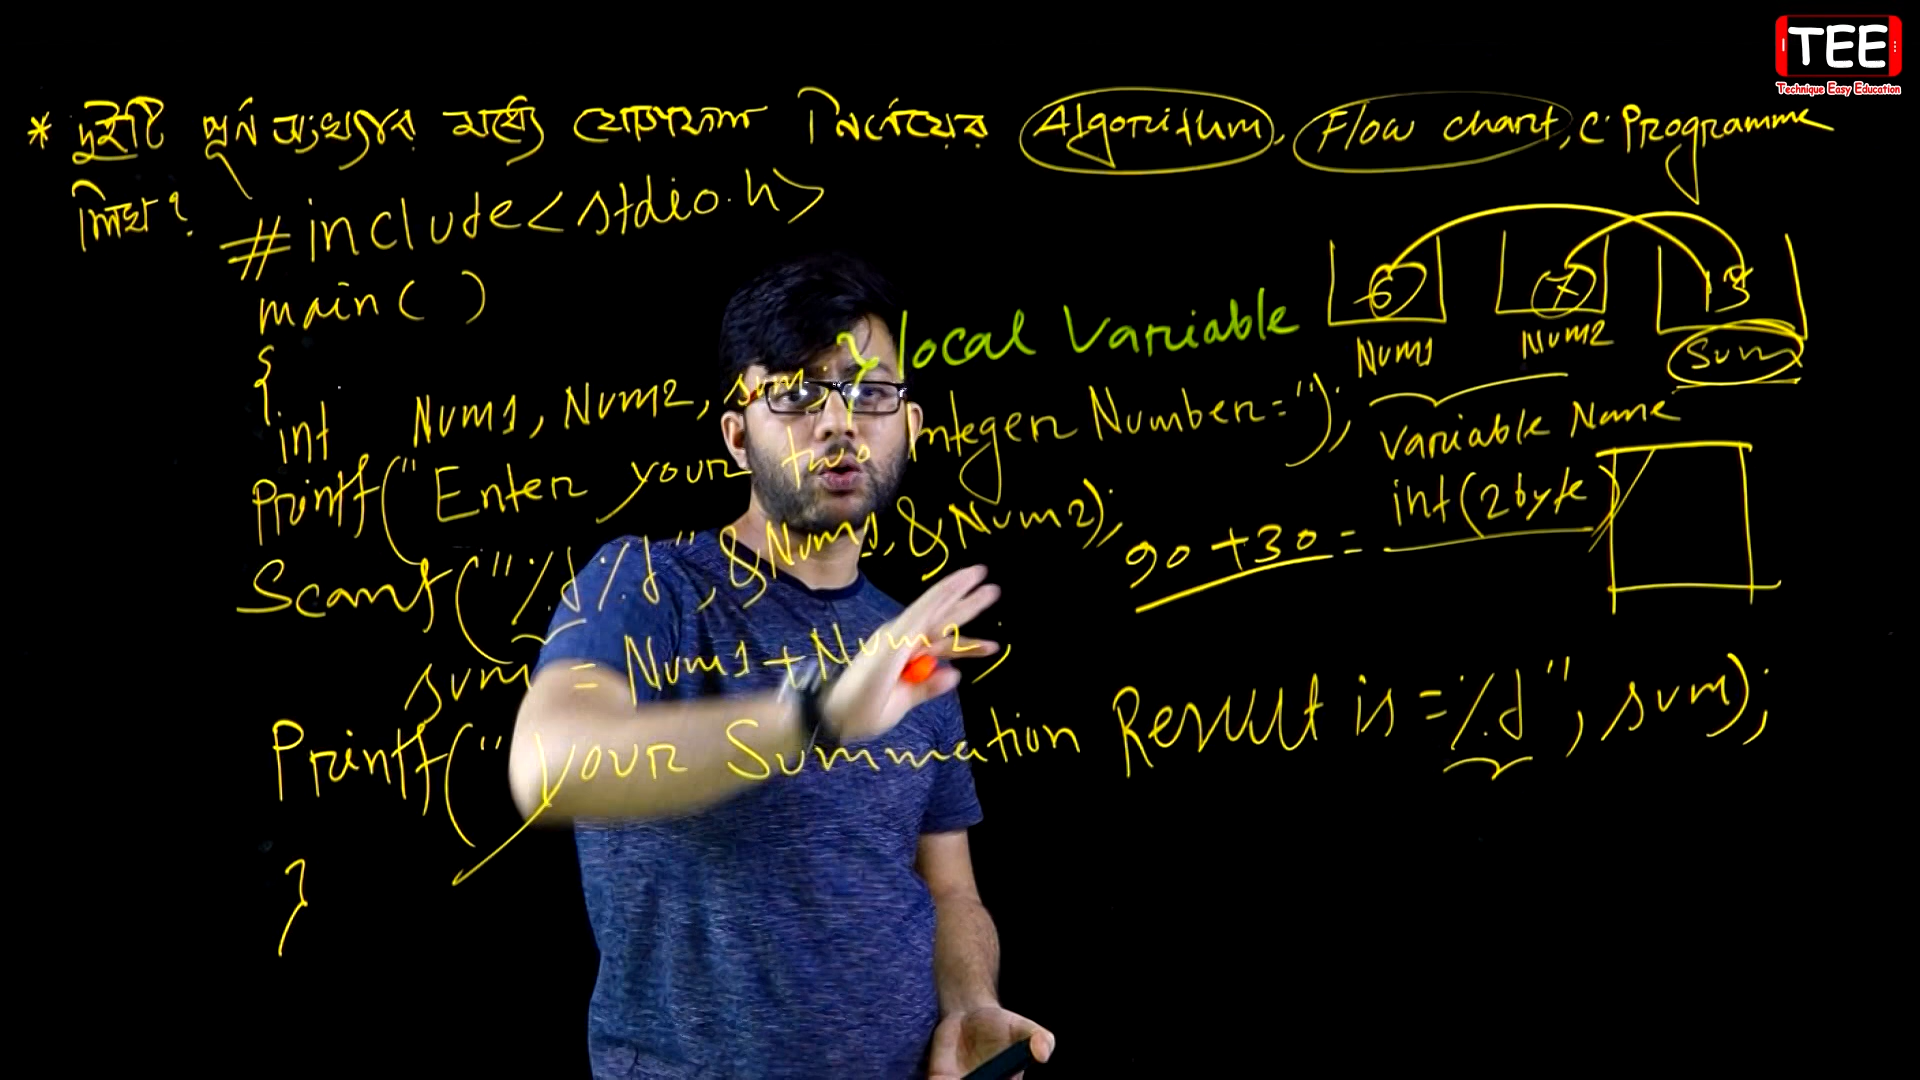 TEE
Technique Easy Education
* দুইটি পূর্ন সংখ্যার মধ্যে যোগফল নির্ণয়ের Algorithm, Flow chart, C Programme
লিখ?
#include<stdio.h>
main( )
{
int Num1, Num2, sum; } local Variable
Printf("Enter your two Integer Number=");
Scanf("%d%d", &Num1, &Num2);
sum = Num1 + Num2;
Printf("your Summation Result is =%d", sum);
}
6 7 13
Num1 Num2 Sum
Variable Name
int (2byte)
90 + 30 =